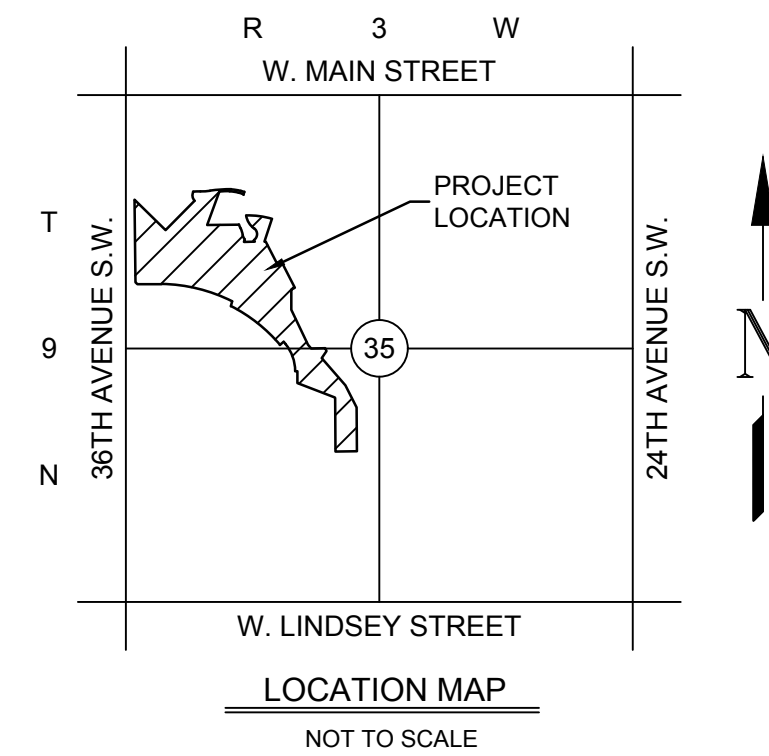 R 3 W
W. MAIN STREET
PROJECT
LOCATION
T
9
N
36TH AVENUE S.W.
35
24TH AVENUE S.W.
N
W. LINDSEY STREET
LOCATION MAP
NOT TO SCALE